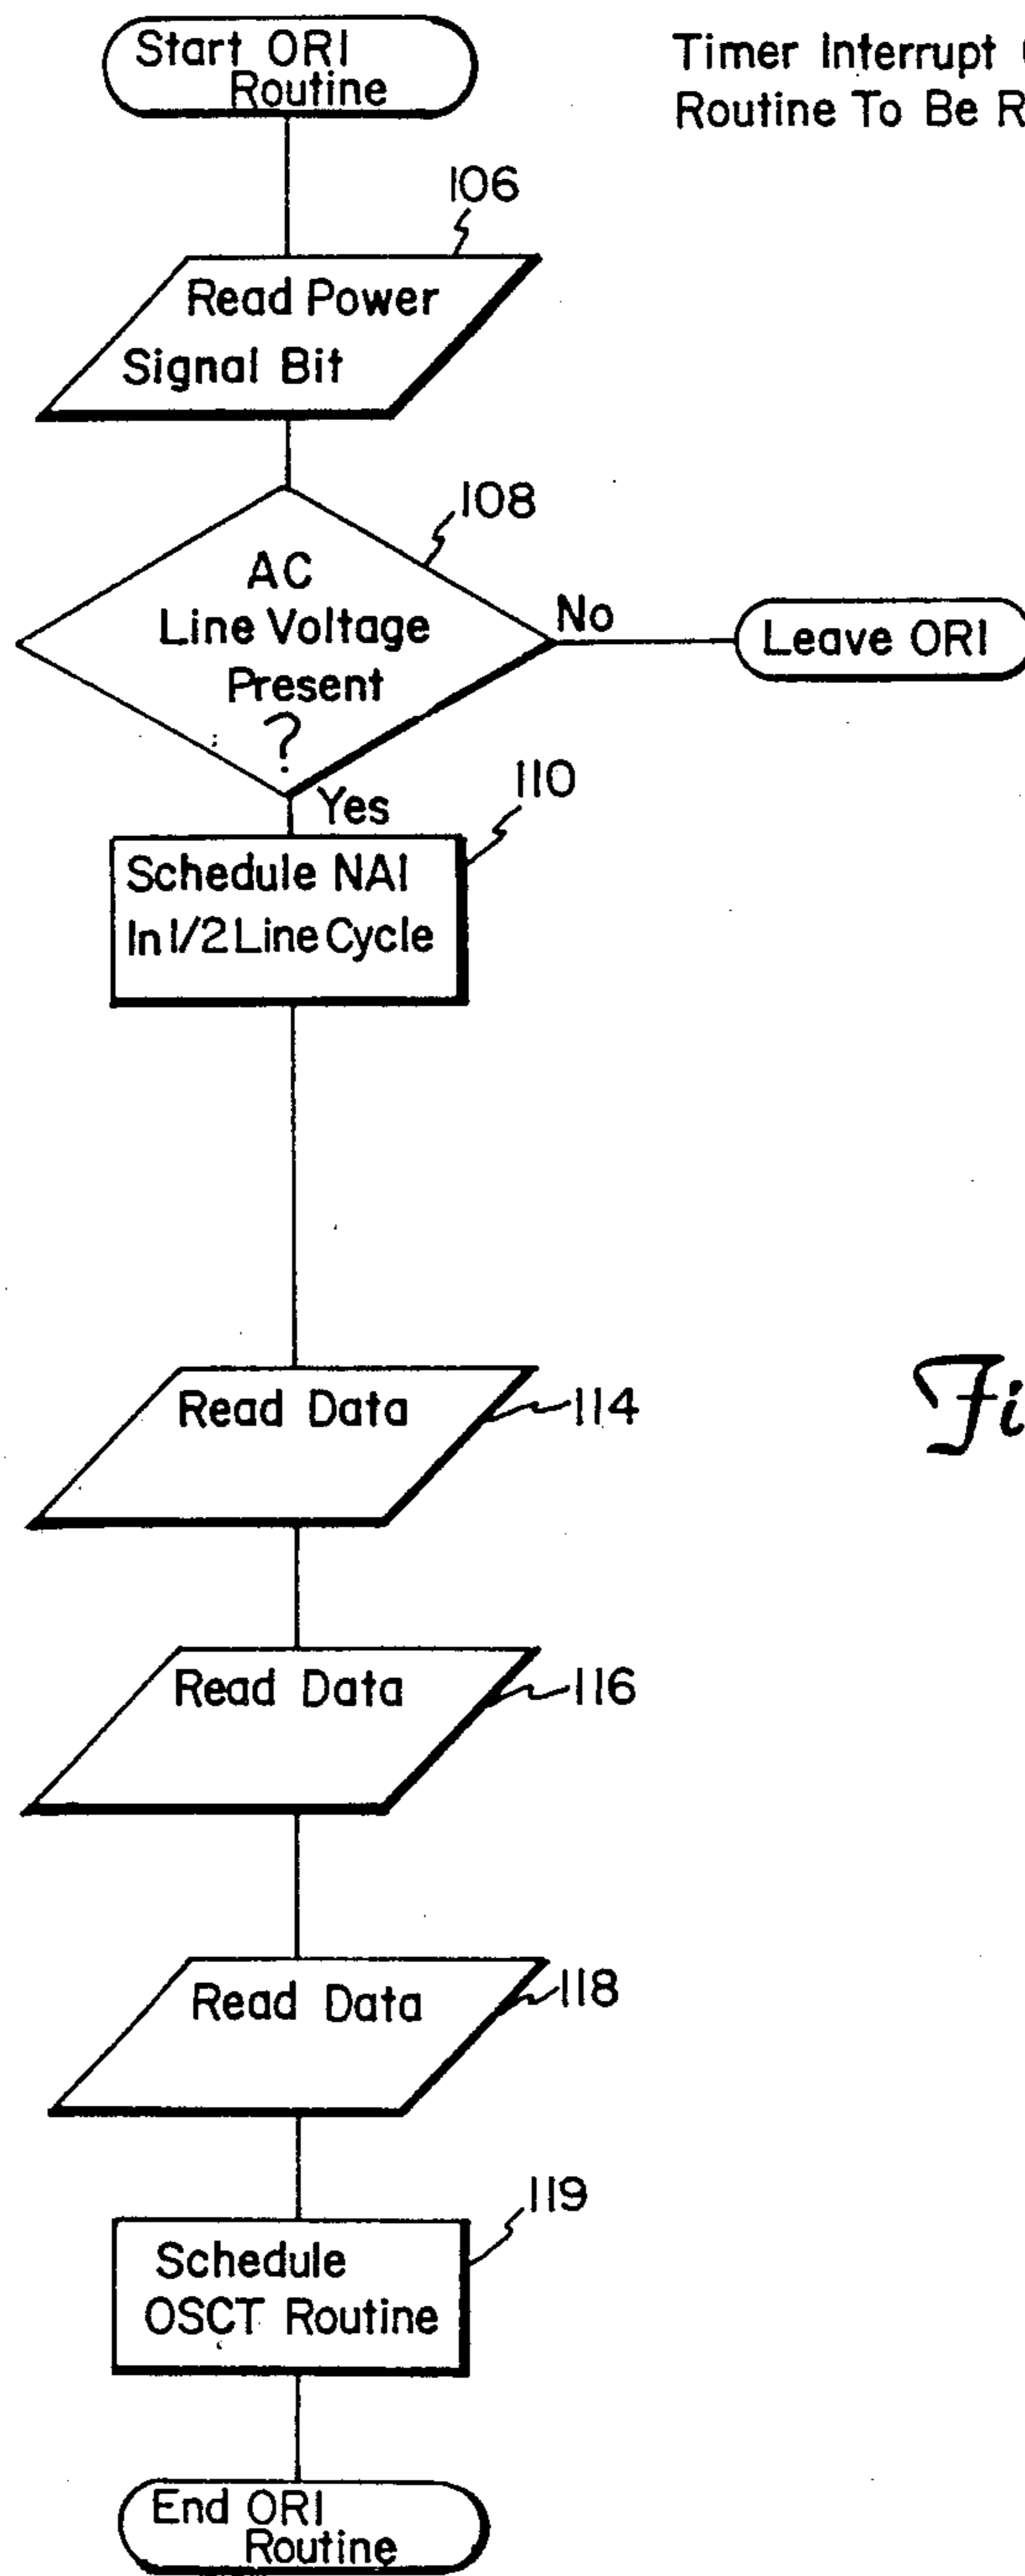 Start ORI
Routine
Timer Interrupt
Routine To Be R
106
Read Power
Signal Bit
108
AC
Line Voltage
Present
?
No
Leave ORI
Yes
110
Schedule NAI
In 1/2 Line Cycle
Read Data
114
Fi
Read Data
116
Read Data
118
119
Schedule
OSCT Routine
End ORI
Routine